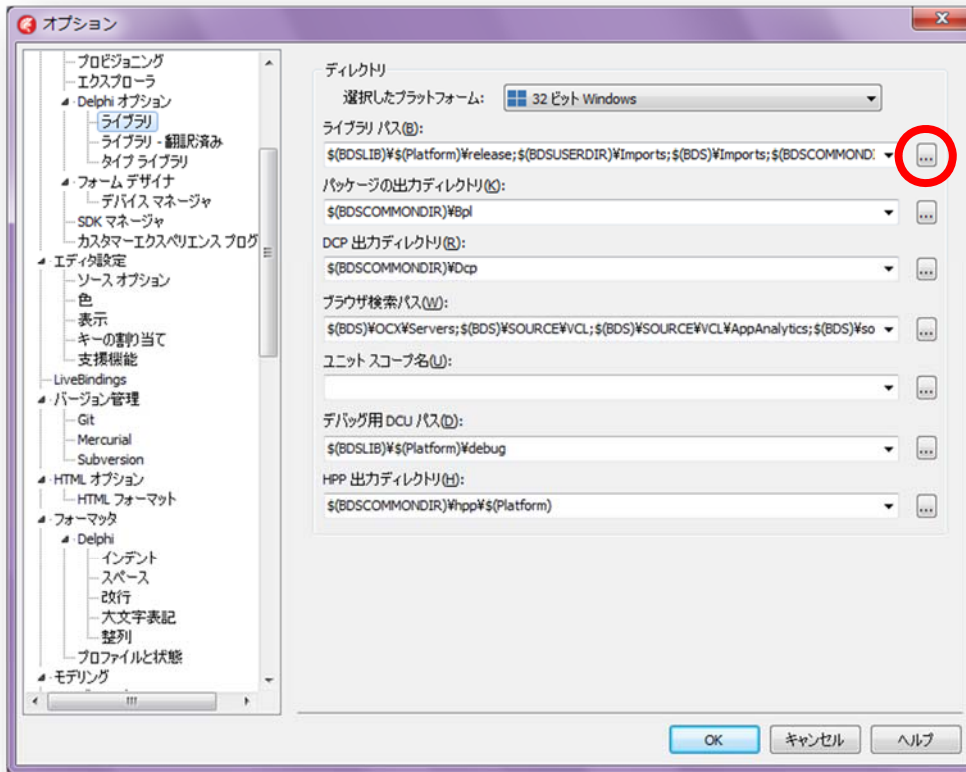 オプション
プロビジョニング
エクスプローラ
Delphi オプション
ライブラリ
ライブラリ - 翻訳済み
タイプ ライブラリ
フォーム デザイナ
デバイス マネージャ
SDK マネージャ
カスタマーエクスペリエンス プログ
エディタ設定
ソース オプション
色
表示
キーの割り当て
支援機能
LiveBindings
バージョン管理
Git
Mercurial
Subversion
HTML オプション
HTML フォーマット
フォーマッタ
Delphi
インデント
スペース
改行
大文字表記
整列
プロファイルと状態
モデリング
ディレクトリ
選択したプラットフォーム: 32 ビット Windows
ライブラリ パス(B):
$(BDSLIB)¥$(Platform)¥release;$(BDSUSERDIR)¥Imports;$(BDS)¥Imports;$(BDSCOMMONDI ...
パッケージの出力ディレクトリ(K):
$(BDSCOMMONDIR)¥Bpl ...
DCP 出力ディレクトリ(R):
$(BDSCOMMONDIR)¥Dcp ...
ブラウザ検索パス(W):
$(BDS)¥OCX¥Servers;$(BDS)¥SOURCE¥VCL;$(BDS)¥SOURCE¥VCL¥AppAnalytics;$(BDS)¥so ...
ユニット スコープ名(U):
...
デバッグ用 DCU パス(D):
$(BDSLIB)¥$(Platform)¥debug ...
HPP 出力ディレクトリ(H):
$(BDSCOMMONDIR)¥hpp¥$(Platform) ...
OK キャンセル ヘルプ